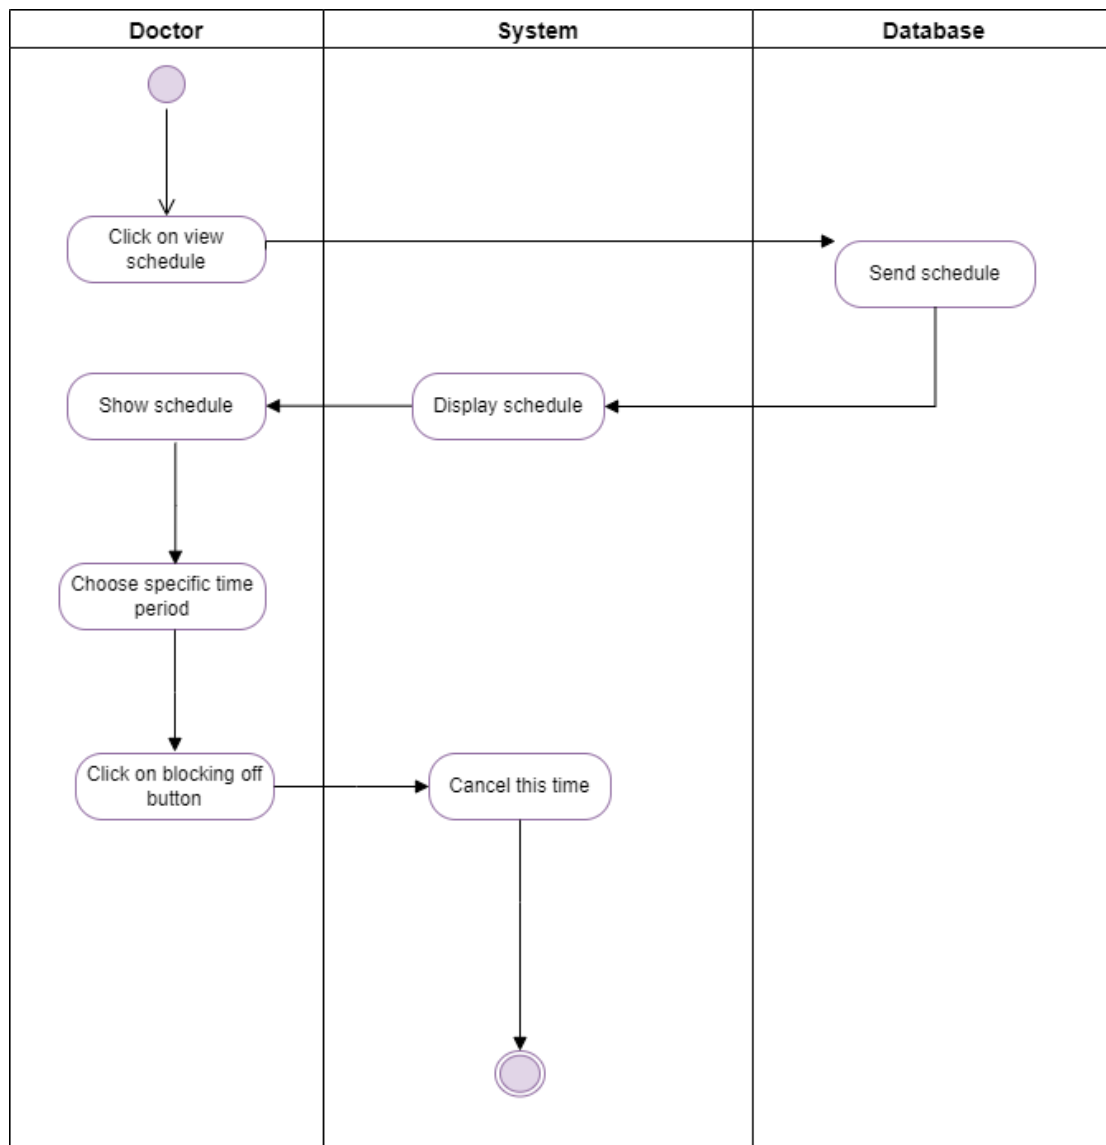 Doctor
System
Database
Click on view
schedule
Send schedule
Show schedule
Display schedule
Choose specific time
period
Click on blocking off
button
Cancel this time